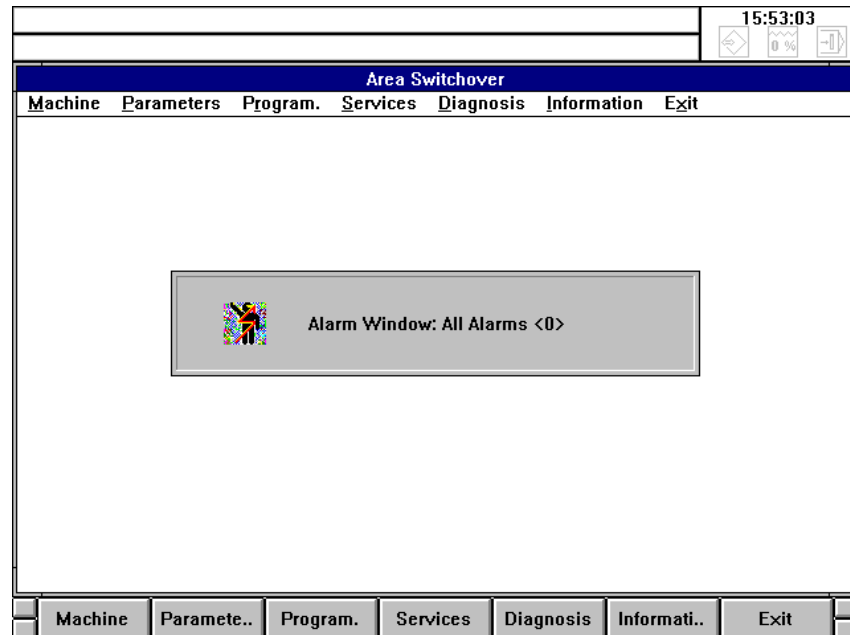 15:53:03
0 %
Area Switchover
Machine Parameters Program. Services Diagnosis Information Exit
Alarm Window: All Alarms <0>
Machine Paramete.. Program. Services Diagnosis Informati.. Exit